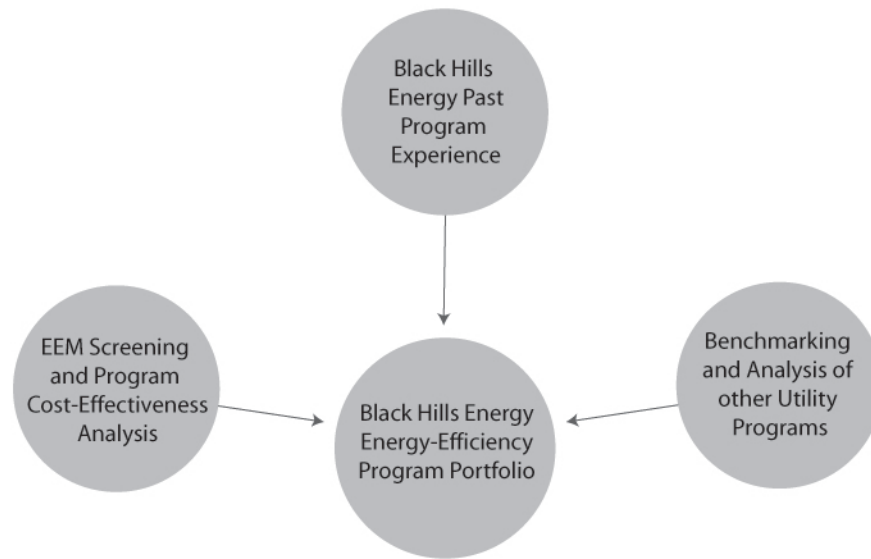 Black Hills
Energy Past
Program
Experience
EEM Screening
and Program
Cost-Effectiveness
Analysis
Black Hills Energy
Energy-Efficiency
Program Portfolio
Benchmarking
and Analysis of
other Utility
Programs